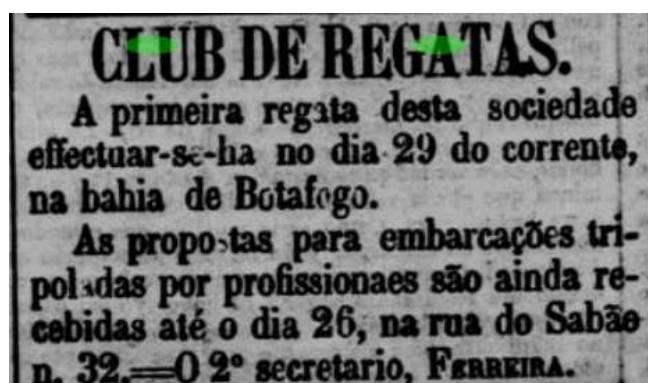 CLUB DE REGATAS.
A primeira regata desta sociedade
effectuar-se-ha no dia 29 do corrente,
na bahia de Botafogo.
As propostas para embarcações tri-
poladas por profissionaes são ainda re-
cebidas até o dia 26, na rua do Sabão
n. 32.—O 2º secretario, FERREIRA.